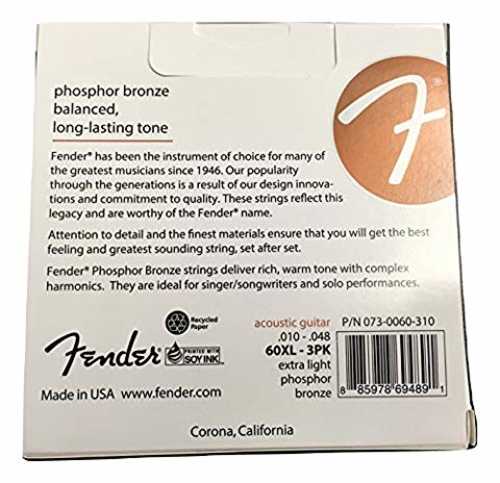 phosphor bronze
balanced,
long-lasting tone
F
Fender® has been the instrument of choice for many of
the greatest musicians since 1946. Our popularity
through the generations is a result of our design innova-
tions and commitment to quality. These strings reflect this
legacy and are worthy of the Fender® name.
Attention to detail and the finest materials ensure that you will get the best
feeling and greatest sounding string, set after set.
Fender® Phosphor Bronze strings deliver rich, warm tone with complex
harmonics. They are ideal for singer/songwriters and solo performances.
Recycled
Paper
Fender
PRINTED WITH
SOY INK
Made in USA www.fender.com
acoustic guitar P/N 073-0060-310
.010 - .048
60XL - 3PK
extra light
phosphor
bronze
8 85978 69489 1
Corona, California